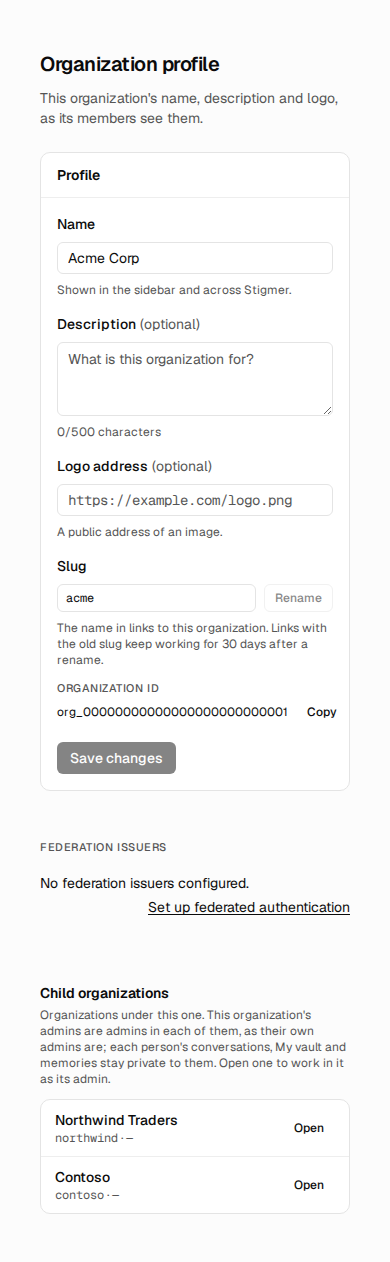 Organization profile
This organization's name, description and logo,
as its members see them.
Profile
Name
Acme Corp
Shown in the sidebar and across Stigmer.
Description (optional)
What is this organization for?
0/500 characters
Logo address (optional)
https://example.com/logo.png
A public address of an image.
Slug
acme
Rename
The name in links to this organization. Links with
the old slug keep working for 30 days after a
rename.
ORGANIZATION ID
org_00000000000000000000000001
Copy
Save changes
FEDERATION ISSUERS
No federation issuers configured.
Set up federated authentication
Child organizations
Organizations under this one. This organization's
admins are admins in each of them, as their own
admins are; each person's conversations, My vault and
memories stay private to them. Open one to work in it
as its admin.
Northwind Traders
northwind · —
Open
Contoso
contoso · —
Open